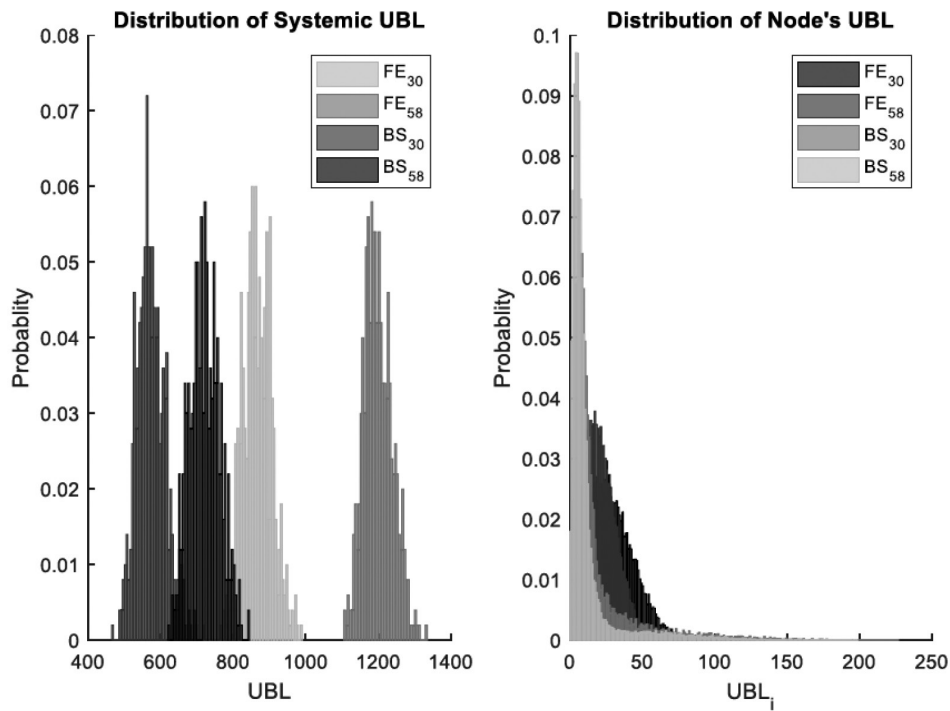 Distribution of Systemic UBL
0.08
0.07
0.06
0.05
0.04
0.03
0.02
0.01
0
Probablity
400 600 800 1000 1200 1400
UBL
FE30
FE58
BS30
BS58
Distribution of Node's UBL
0.1
0.09
0.08
0.07
0.06
0.05
0.04
0.03
0.02
0.01
0
Probablity
0 50 100 150 200 250
UBLi
FE30
FE58
BS30
BS58